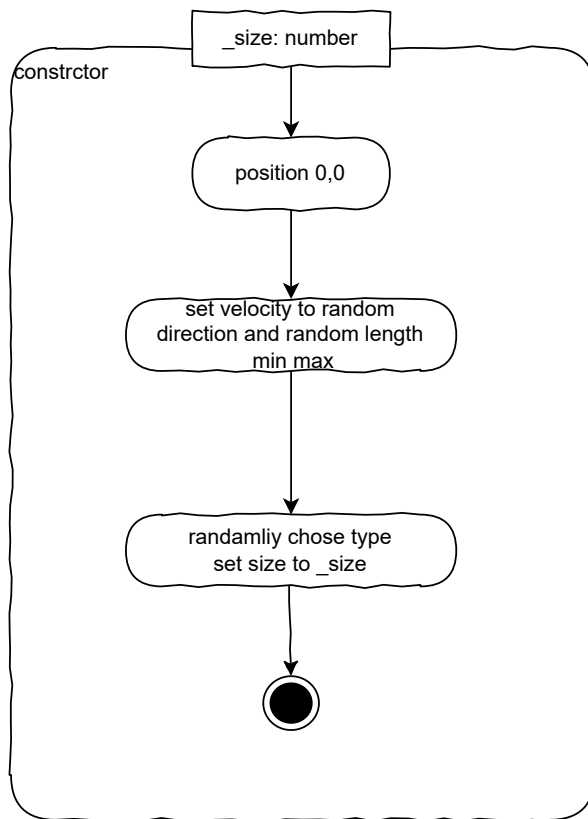 _size: number
constrctor
position 0,0
set velocity to random
direction and random length
min max
randamliy chose type
set size to _size